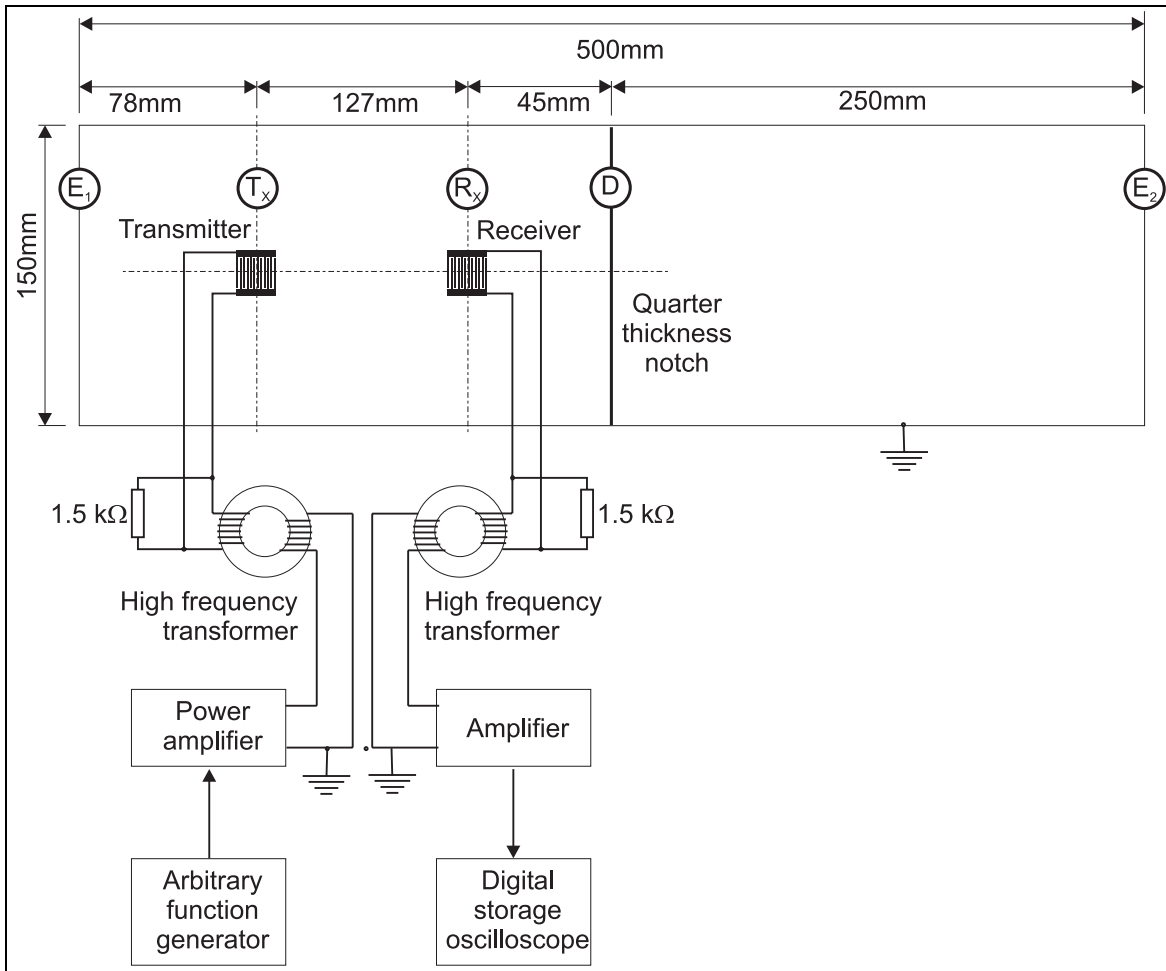 500mm
78mm
127mm
45mm
250mm
150mm
E1
TX
RX
D
E2
Transmitter
Receiver
Quarter
thickness
notch
1.5 kΩ
1.5 kΩ
High frequency
transformer
High frequency
transformer
Power
amplifier
Amplifier
Arbitrary
function
generator
Digital
storage
oscilloscope